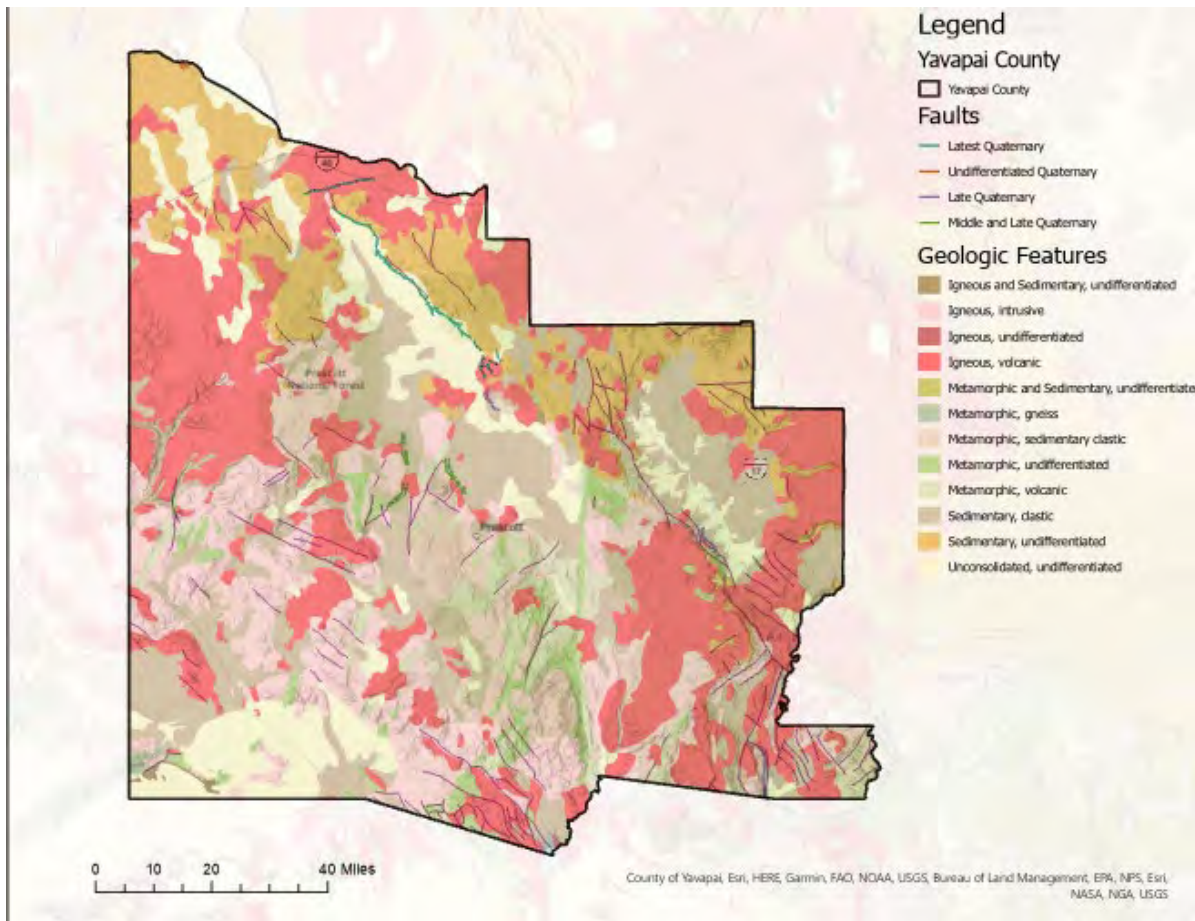 Legend
Yavapai County
Yavapai County
Faults
Latest Quaternary
Undifferentiated Quaternary
Late Quaternary
Middle and Late Quaternary
Geologic Features
Igneous and Sedimentary, undifferentiated
Igneous, intrusive
Igneous, undifferentiated
Igneous, volcanic
Metamorphic and Sedimentary, undifferentiate
Metamorphic, gneiss
Metamorphic, sedimentary clastic
Metamorphic, undifferentiated
Metamorphic, volcanic
Sedimentary, clastic
Sedimentary, undifferentiated
Unconsolidated, undifferentiated
40
Prescott
National Forest
17
Prescott
0 10 20 40 Miles
County of Yavapai, Esri, HERE, Garmin, FAO, NOAA, USGS, Bureau of Land Management, EPA, NPS, Esri,
NASA, NGA, USGS